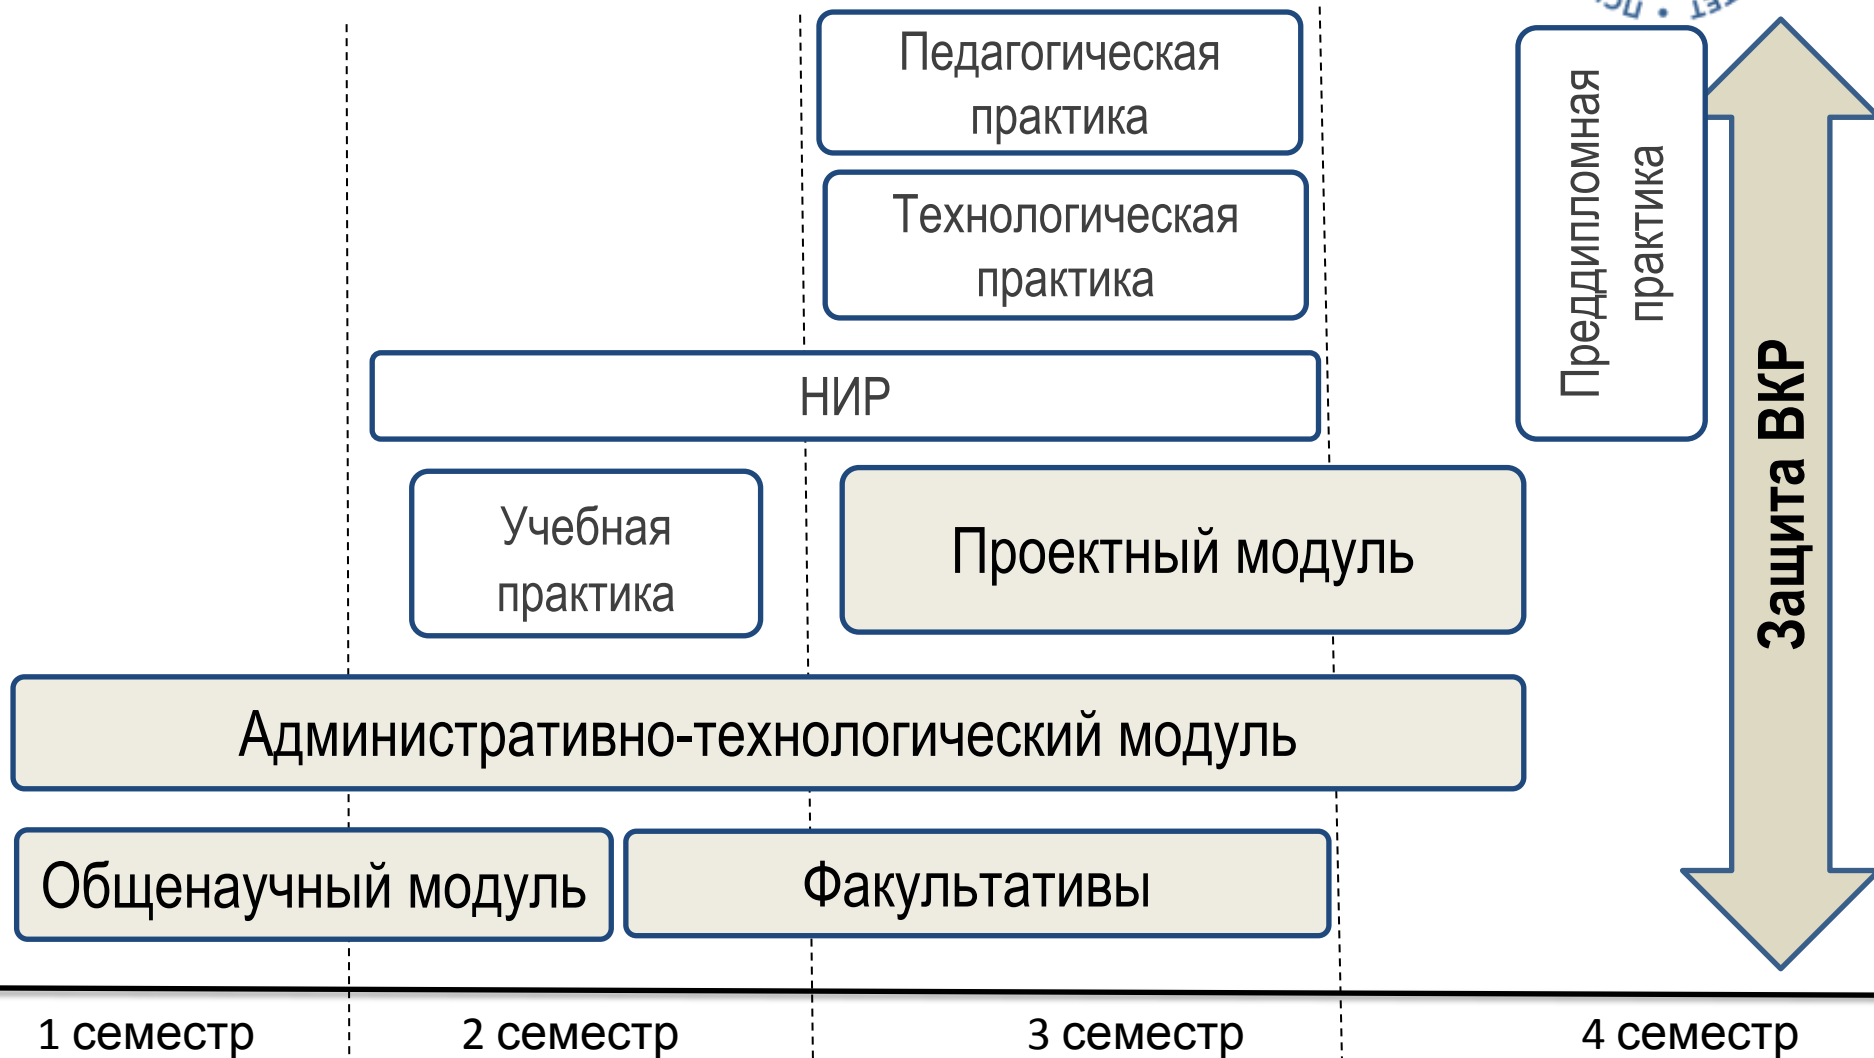 Педагогическая
практика
Технологическая
практика
Преддипломная
практика
НИР
Учебная
практика
Проектный модуль
Защита ВКР
Административно-технологический модуль
Общенаучный модуль
Факультативы
1 семестр
2 семестр
3 семестр
4 семестр